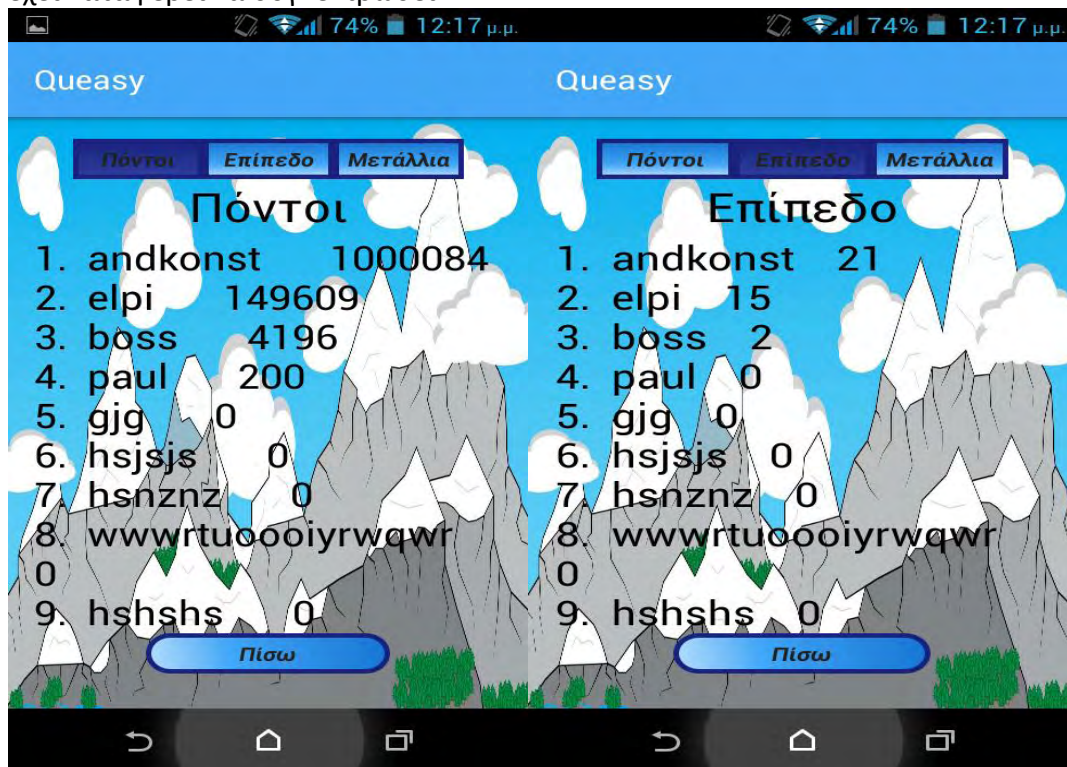 74% 12:17 μ.μ.
Queasy
Πόντοι Επίπεδο Μετάλλια
Πόντοι
1. andkonst 1000084
2. elpi 149609
3. boss 4196
4. paul 200
5. gjg 0
6. hsjsjs 0
7. hsnznz 0
8. wwwrtuoooiyrwqwr
0
9. hshshs 0
Πίσω
74% 12:17 μ.μ.
Queasy
Πόντοι Επίπεδο Μετάλλια
Επίπεδο
1. andkonst 21
2. elpi 15
3. boss 2
4. paul 0
5. gjg 0
6. hsjsjs 0
7. hsnznz 0
8. wwwrtuoooiyrwqwr
0
9. hshshs 0
Πίσω